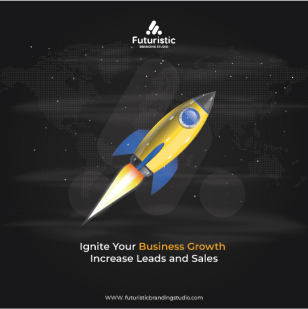 Futuristic
BRANDING STUDIO
Ignite Your Business Growth
Increase Leads and Sales
WWW.futuristicbrandingstudio.com